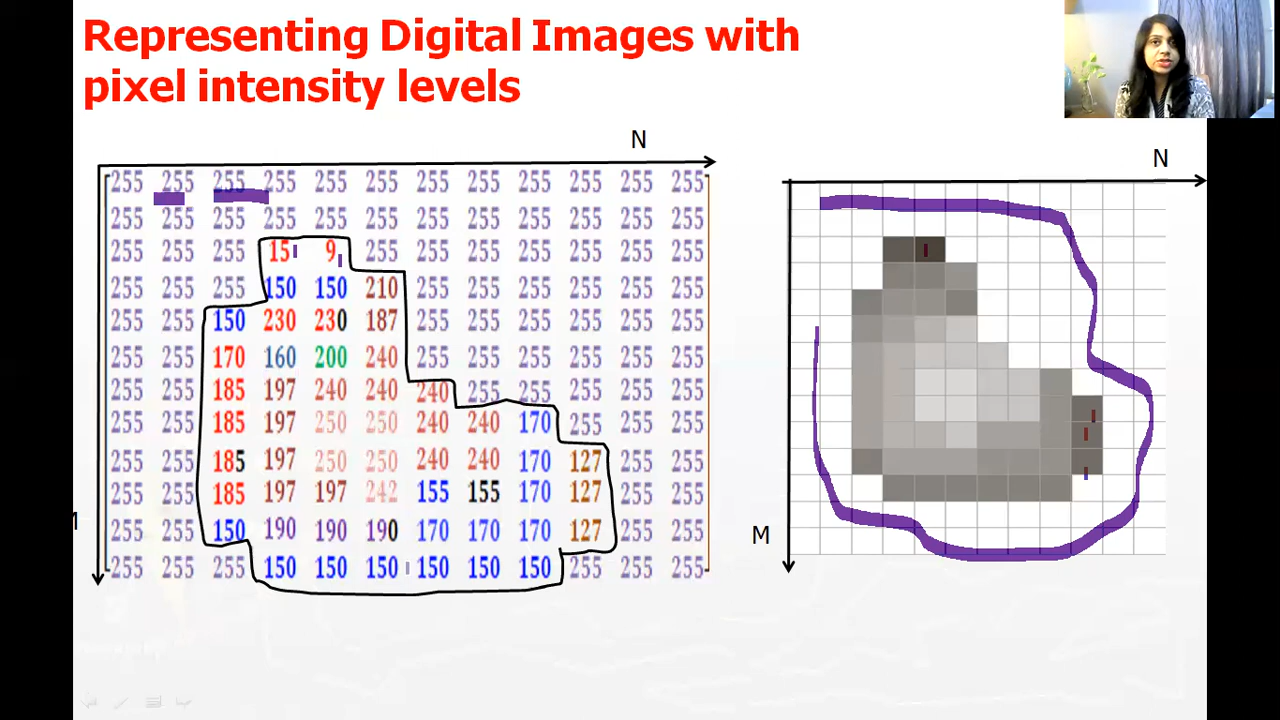 Representing Digital Images with
pixel intensity levels
N
255 255 255 255 255 255 255 255 255 255 255 255
255 255 255 255 255 255 255 255 255 255 255 255
255 255 255 15 9 255 255 255 255 255 255 255
255 255 255 150 150 210 255 255 255 255 255 255
255 255 150 230 230 187 255 255 255 255 255 255
255 255 170 160 200 240 255 255 255 255 255 255
255 255 185 197 240 240 240 255 255 255 255 255
255 255 185 197 250 250 240 240 170 255 255 255
255 255 185 197 250 250 240 240 170 127 255 255
255 255 185 197 197 242 155 155 170 127 255 255
255 255 150 190 190 190 170 170 170 127 255 255
255 255 255 150 150 150 150 150 150 255 255 255
M
N
M